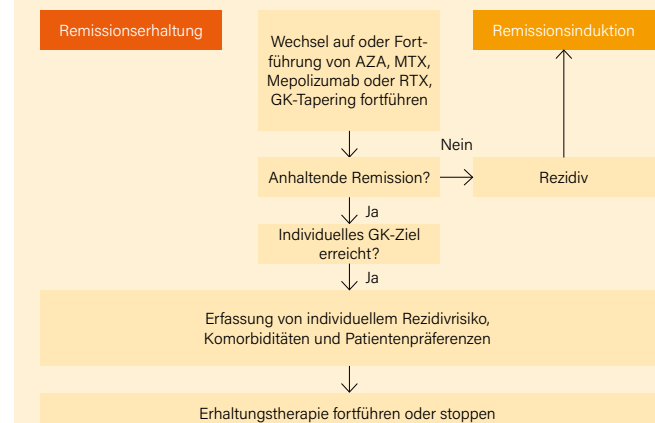 Remissionserhaltung
Wechsel auf oder Fort-
führung von AZA, MTX,
Mepolizumab oder RTX,
GK-Tapering fortführen
Remissionsinduktion
Nein
Anhaltende Remission?
Rezidiv
Ja
Individuelles GK-Ziel
erreicht?
Ja
Erfassung von individuellem Rezidivrisiko,
Komorbiditäten und Patientenpräferenzen
Erhaltungstherapie fortführen oder stoppen